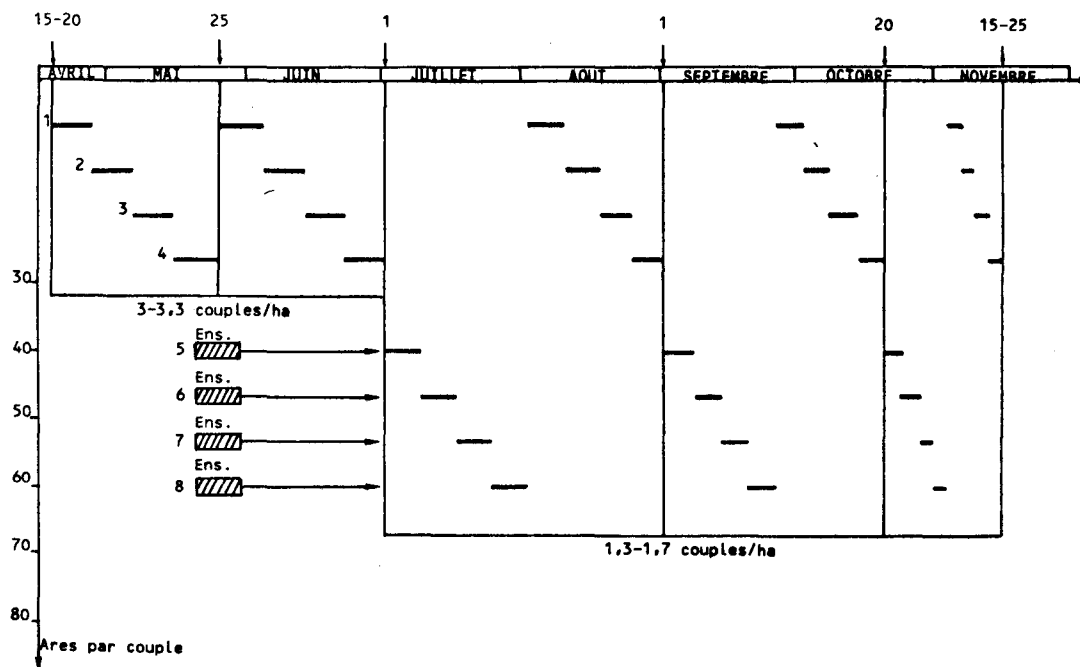 15-20 25 1 1 20 15-25
AVRIL MAI JUIN JUILLET AOUT SEPTEMBRE OCTOBRE NOVEMBRE
1
2
3
4
30
3-3,3 couples/ha
Ens.
40 5
Ens.
6
50
Ens.
7
Ens.
60 8
70
1,3-1,7 couples/ha
80
Ares par couple